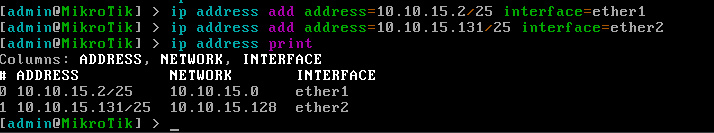 [admin@MikroTik] > ip address add address=10.10.15.2/25 interface=ether1
[admin@MikroTik] > ip address add address=10.10.15.131/25 interface=ether2
[admin@MikroTik] > ip address print
Columns: ADDRESS, NETWORK, INTERFACE
# ADDRESS NETWORK INTERFACE
0 10.10.15.2/25 10.10.15.0 ether1
1 10.10.15.131/25 10.10.15.128 ether2
[admin@MikroTik] > _